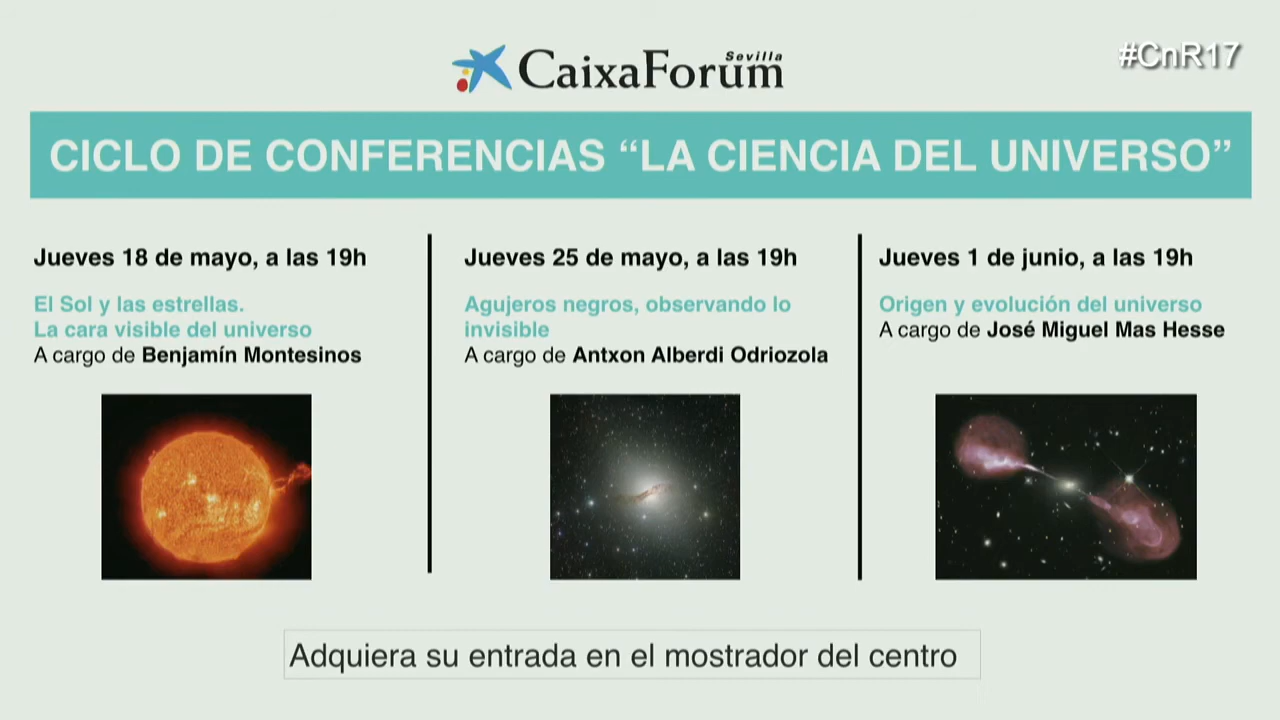 Sevilla
CaixaForum
#CnR17
CICLO DE CONFERENCIAS “LA CIENCIA DEL UNIVERSO”
Jueves 18 de mayo, a las 19h
El Sol y las estrellas.
La cara visible del universo
A cargo de Benjamín Montesinos
Jueves 25 de mayo, a las 19h
Agujeros negros, observando lo
invisible
A cargo de Antxon Alberdi Odriozola
Jueves 1 de junio, a las 19h
Origen y evolución del universo
A cargo de José Miguel Mas Hesse
Adquiera su entrada en el mostrador del centro